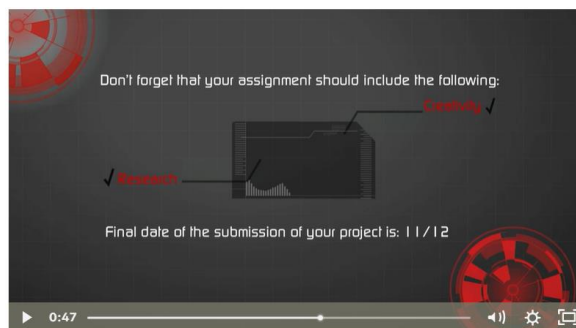 Don't forget that your assignment should include the following:
Creativity ✓
✓ Research
Final date of the submission of your project is: 11/12
0:47